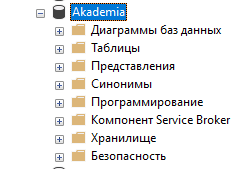 Akademia
Диаграммы баз данных
Таблицы
Представления
Синонимы
Программирование
Компонент Service Broker
Хранилище
Безопасность